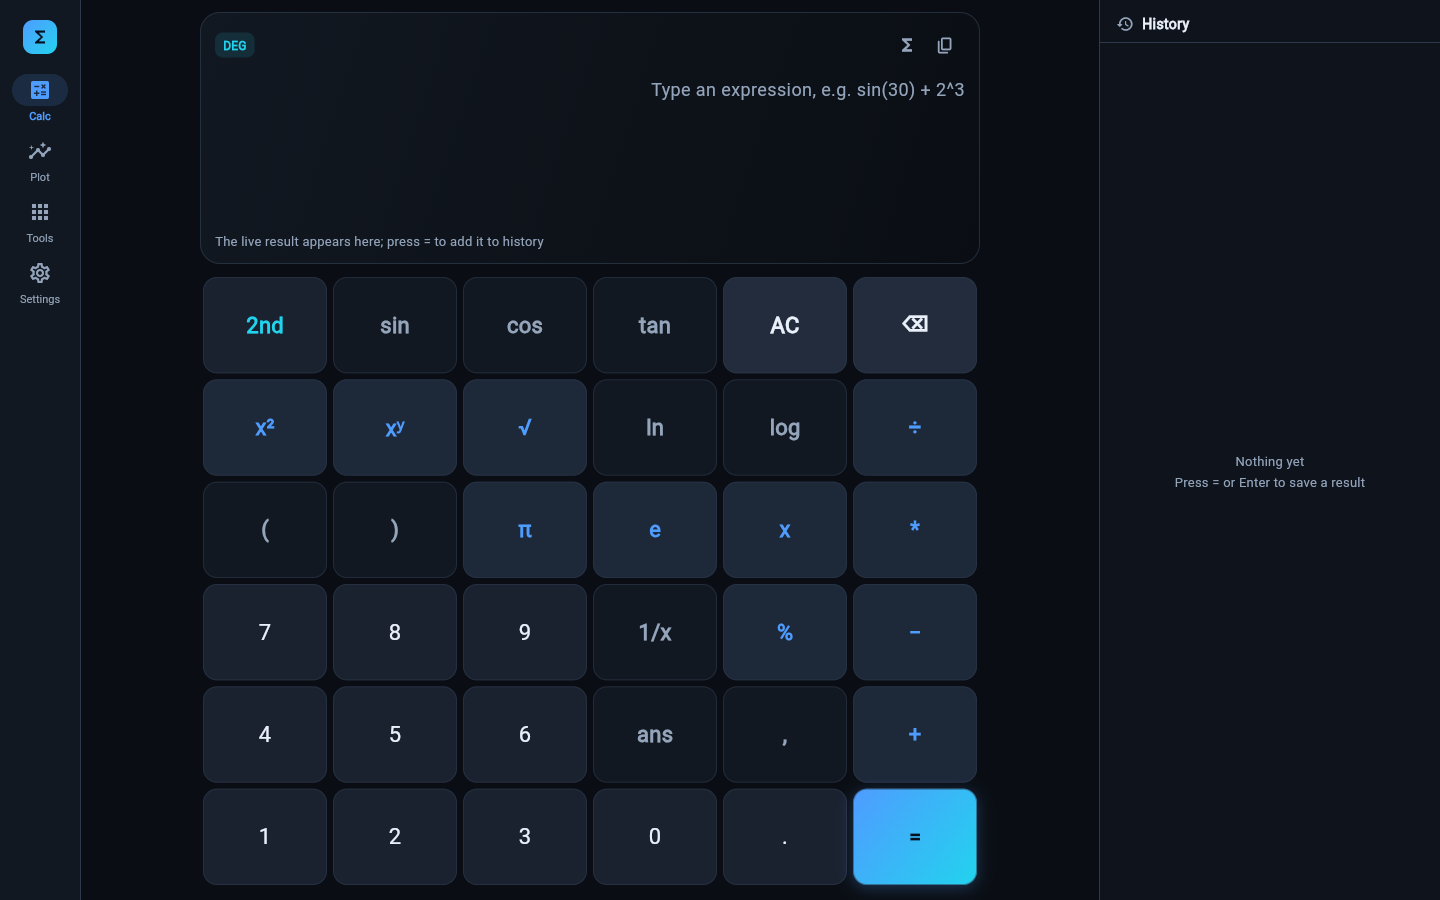 Σ
Calc
Plot
Tools
Settings
DEG
Σ
Type an expression, e.g. sin(30) + 2^3
The live result appears here; press = to add it to history
2nd sin cos tan AC ⌫
x² xʸ √ ln log ÷
( ) π e x *
7 8 9 1/x % −
4 5 6 ans , +
1 2 3 0 . =
History
Nothing yet
Press = or Enter to save a result